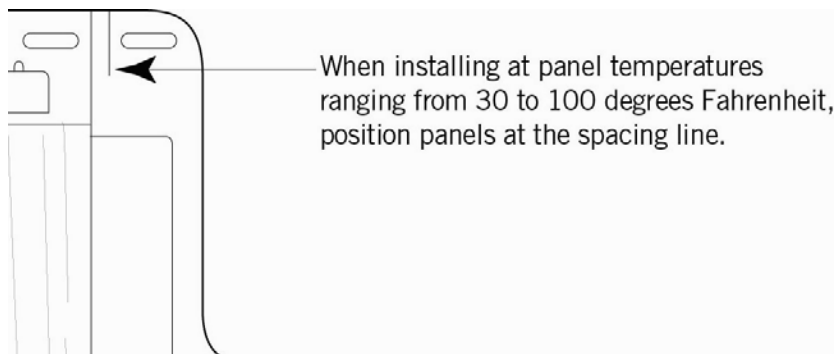 When installing at panel temperatures
ranging from 30 to 100 degrees Fahrenheit,
position panels at the spacing line.